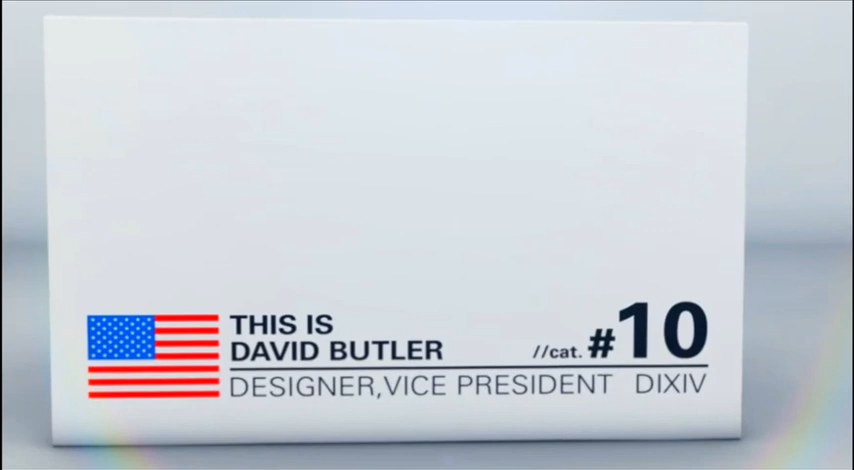 THIS IS
DAVID BUTLER
//cat. #10
DESIGNER,VICE PRESIDENT DIXIV